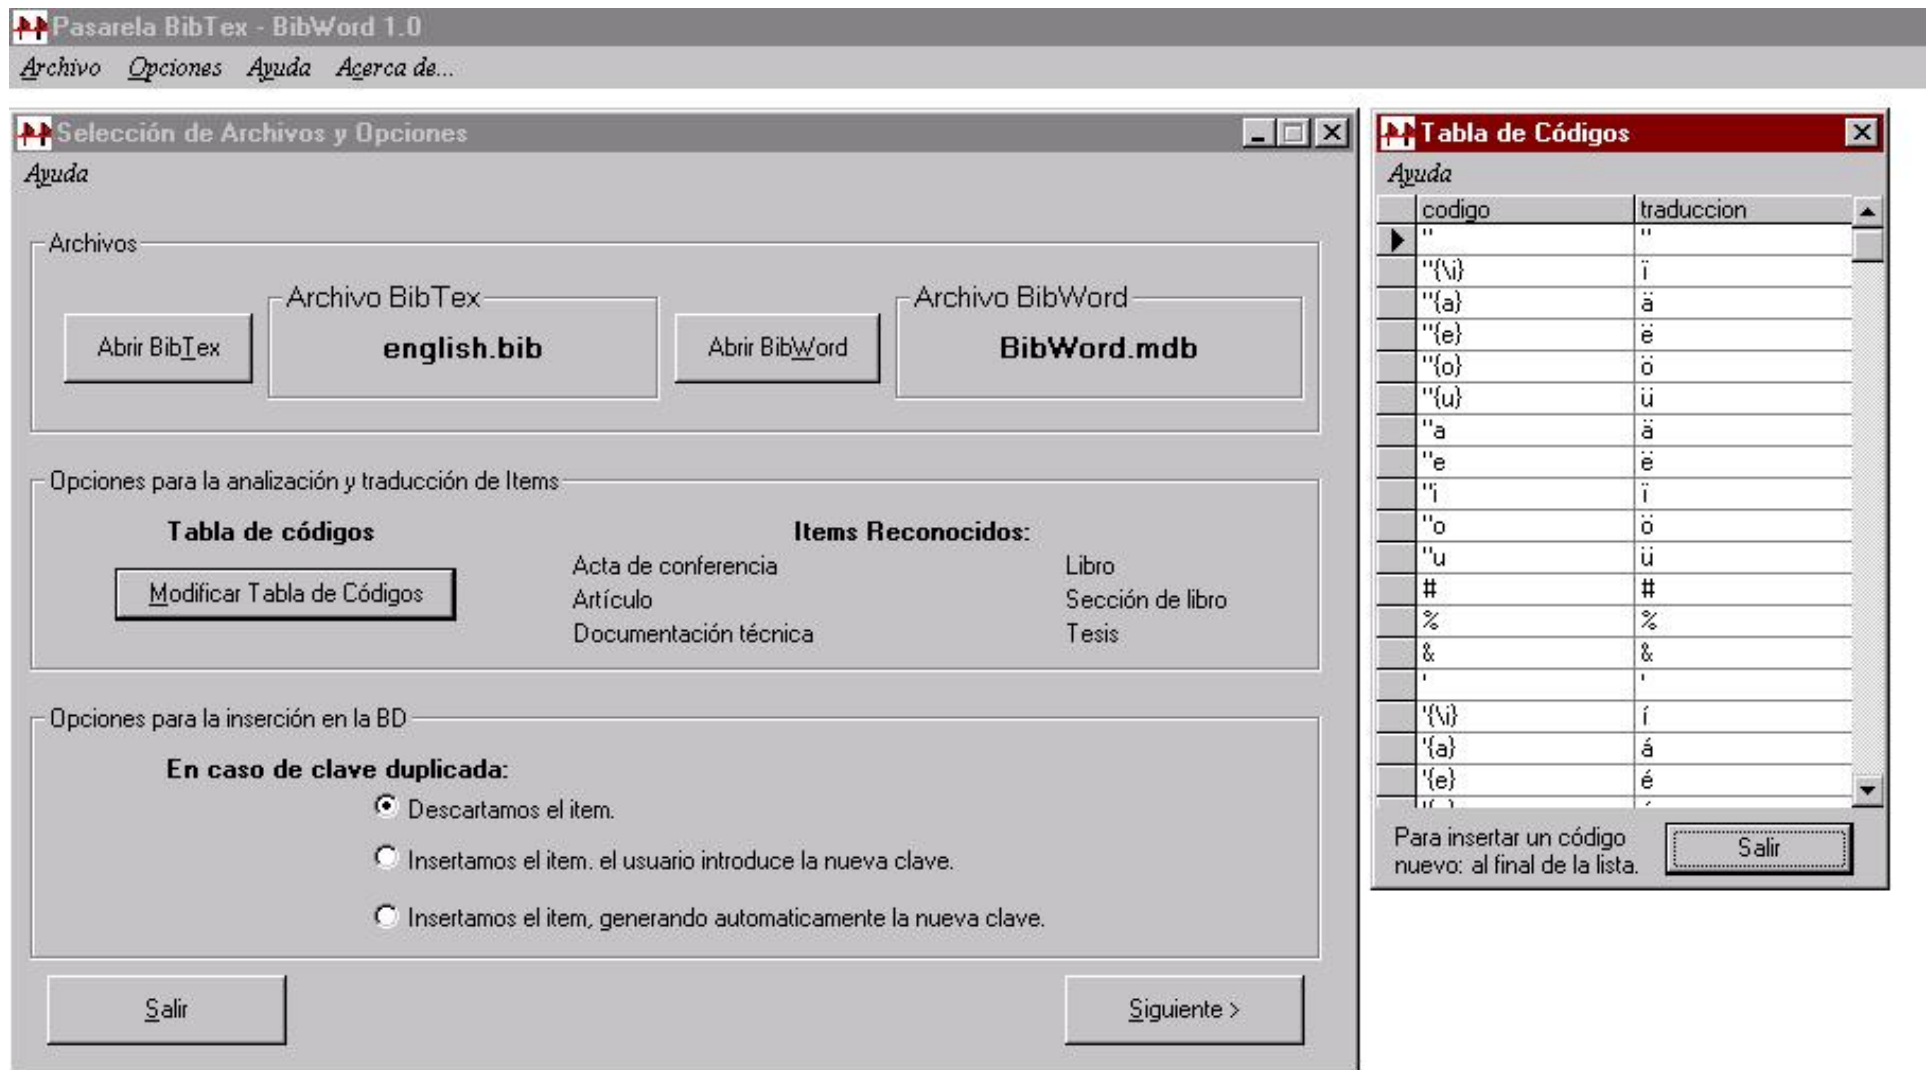 Pasarela BibTex - BibWord 1.0
Archivo Opciones Ayuda Acerca de...
Selección de Archivos y Opciones
Ayuda
Archivos
Archivo BibTex
Archivo BibWord
Abrir BibTex
english.bib
Abrir BibWord
BibWord.mdb
Opciones para la analización y traducción de Items
Tabla de códigos
Items Reconocidos:
Modificar Tabla de Códigos
Acta de conferencia
Libro
Artículo
Sección de libro
Documentación técnica
Tesis
Opciones para la inserción en la BD
En caso de clave duplicada:
Descartamos el item.
Insertamos el item. el usuario introduce la nueva clave.
Insertamos el item, generando automaticamente la nueva clave.
Salir
Siguiente >
Tabla de Códigos
Ayuda
codigo traduccion
" "
"{\i} ï
"{a} ä
"{e} ë
"{o} ö
"{u} ü
"a ä
"e ë
"i ï
"o ö
"u ü
# #
% %
& &
' '
'{\i} í
'{a} á
'{e} é
Para insertar un código
nuevo: al final de la lista.
Salir